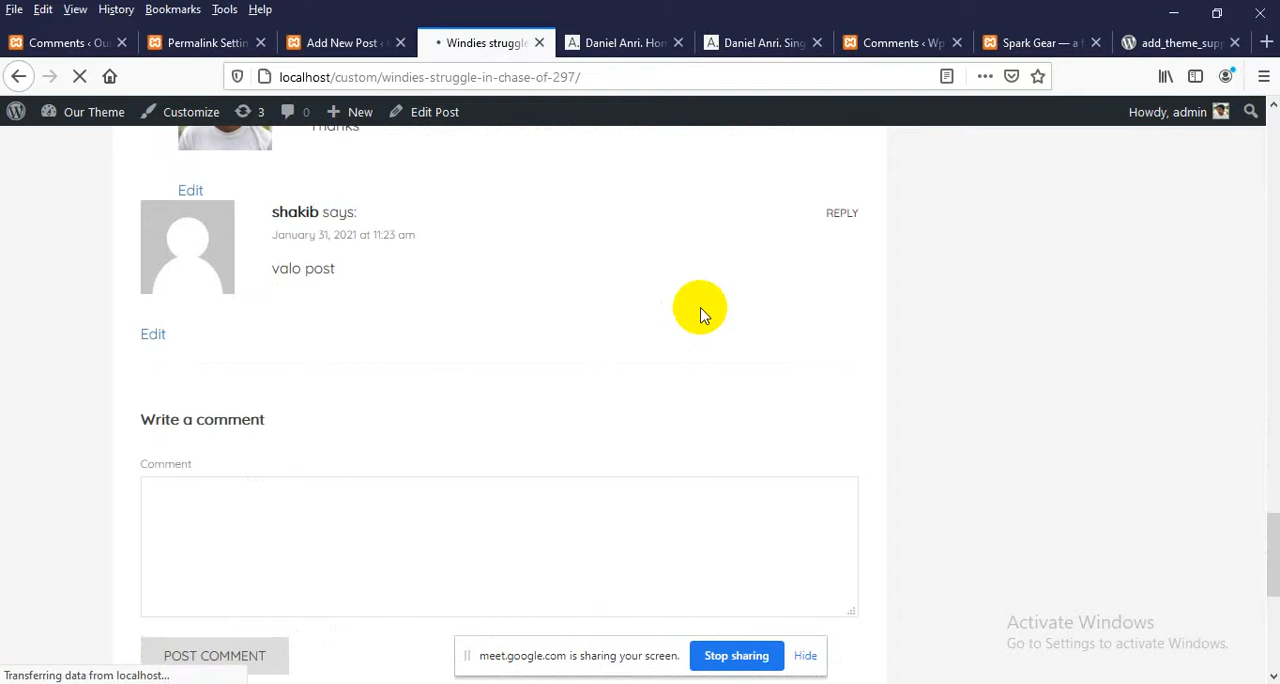 File Edit View History Bookmarks Tools Help
Comments ‹ Ou
Permalink Settin
Add New Post ‹
Windies struggle
Daniel Anri. Hon
Daniel Anri. Sing
Comments ‹ Wp
Spark Gear — a f
add_theme_supp
localhost/custom/windies-struggle-in-chase-of-297/
Our Theme Customize 3 0 New Edit Post Howdy, admin
Thanks
Edit
shakib says: REPLY
January 31, 2021 at 11:23 am
valo post
Edit
Write a comment
Comment
POST COMMENT
meet.google.com is sharing your screen. Stop sharing Hide
Activate Windows
Go to Settings to activate Windows.
Transferring data from localhost...